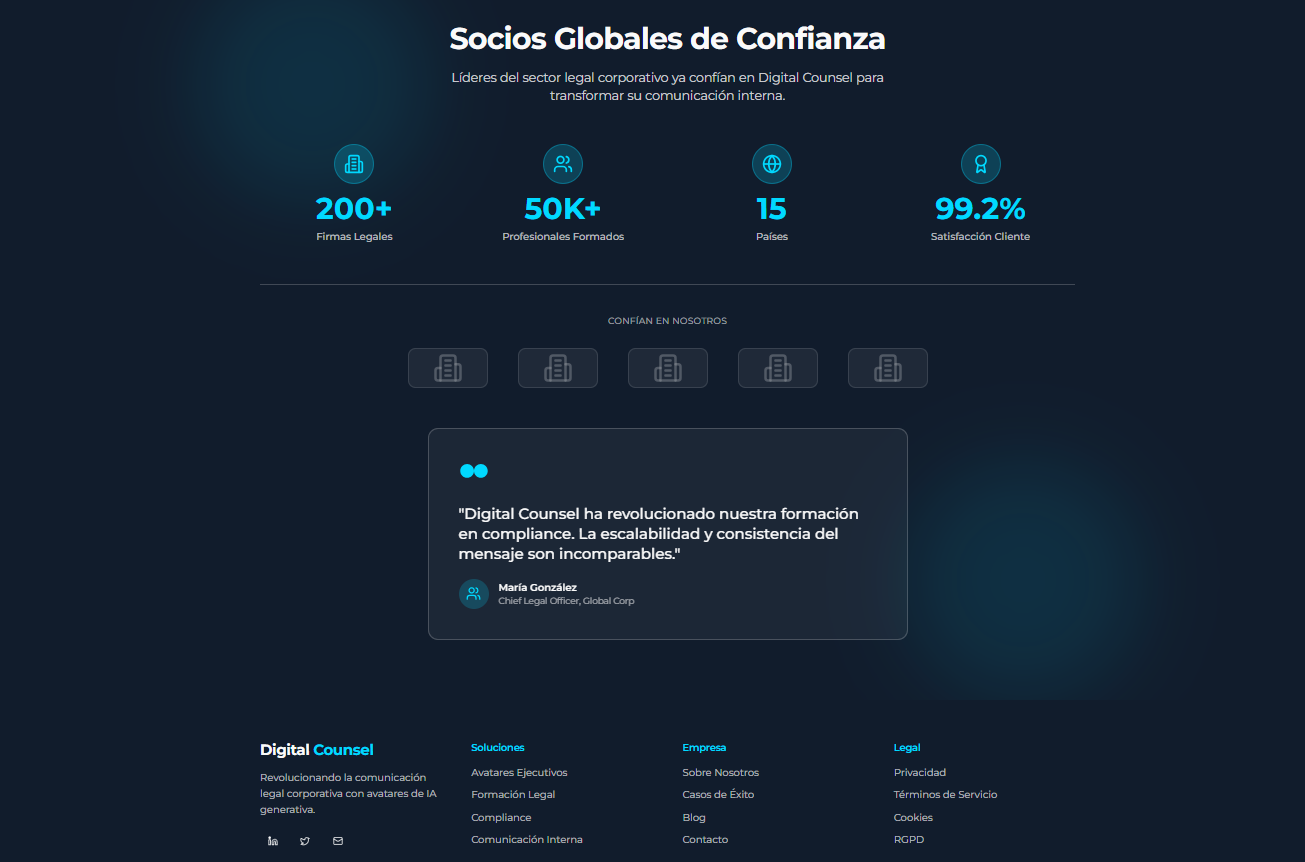 Socios Globales de Confianza
Líderes del sector legal corporativo ya confían en Digital Counsel para
transformar su comunicación interna.
200+
Firmas Legales
50K+
Profesionales Formados
15
Países
99.2%
Satisfacción Cliente
CONFÍAN EN NOSOTROS
"Digital Counsel ha revolucionado nuestra formación
en compliance. La escalabilidad y consistencia del
mensaje son incomparables."
María González
Chief Legal Officer, Global Corp
Digital Counsel
Revolucionando la comunicación
legal corporativa con avatares de IA
generativa.
Soluciones
Avatares Ejecutivos
Formación Legal
Compliance
Comunicación Interna
Empresa
Sobre Nosotros
Casos de Éxito
Blog
Contacto
Legal
Privacidad
Términos de Servicio
Cookies
RGPD